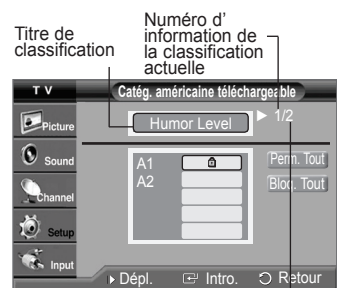 Titre de
classification
Numéro d'
information de
la classification
actuelle
T V
Catég. américaine téléchargeable
Picture
Sound
Channel
Setup
Input
Humor Level
1/2
A1
A2
Perm. Tout
Bloq. Tout
Dépl.
Intro.
Retour